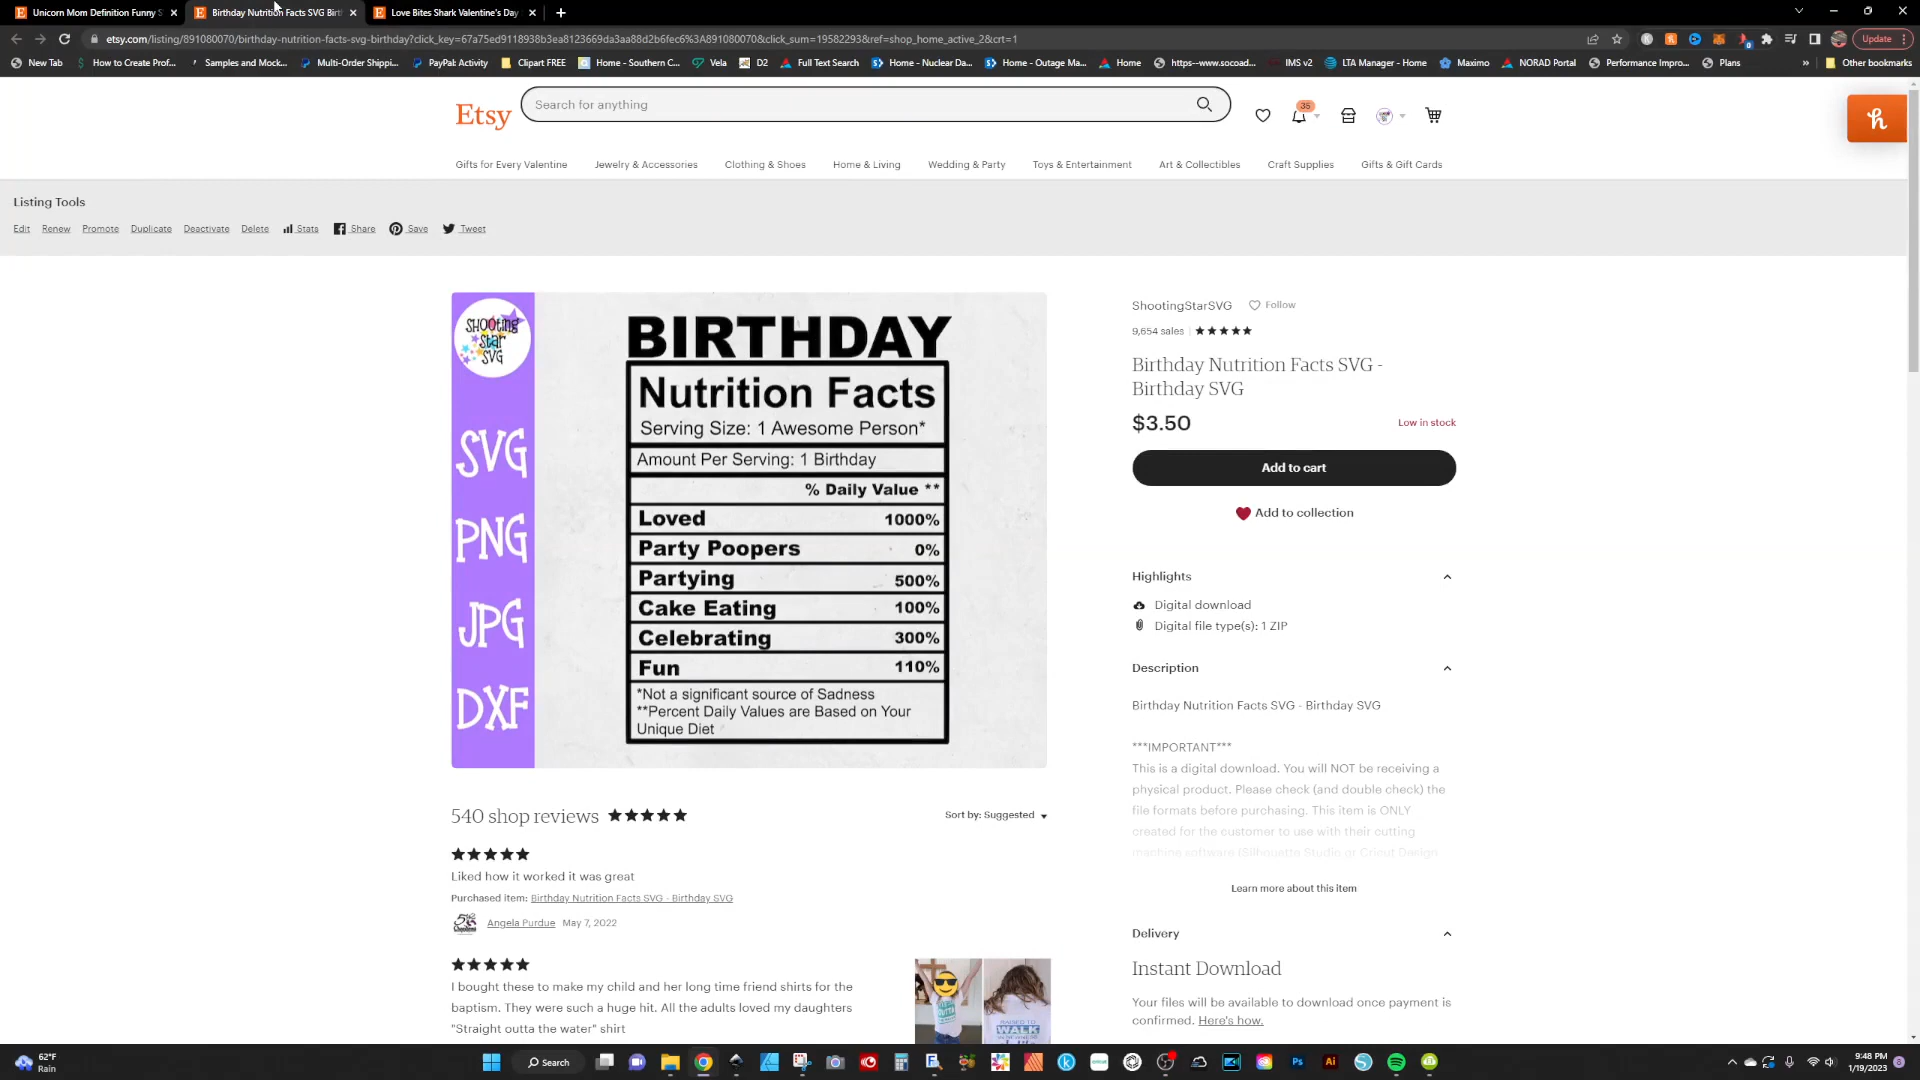 Unicorn Mom Definition Funny S
Birthday Nutrition Facts SVG Birt
Love Bites Shark Valentine's Day
etsy.com/listing/891080070/birthday-nutrition-facts-svg-birthday?click_key=67a75ed9118938b3ea8123669da3aa88d2b6fec6%3A891080070&click_sum=19582293&ref=shop_home_active_2&crt=1
Update
New Tab
How to Create Prof...
Samples and Mock...
Multi-Order Shippi...
PayPal: Activity
Clipart FREE
Home - Southern C...
Vela
D2
Full Text Search
Home - Nuclear Da...
Home - Outage Ma...
Home
https--www.socoad...
IMS v2
LTA Manager - Home
Maximo
NORAD Portal
Performance Impro...
Plans
»
Other bookmarks
Etsy
Search for anything
35
Gifts for Every Valentine
Jewelry & Accessories
Clothing & Shoes
Home & Living
Wedding & Party
Toys & Entertainment
Art & Collectibles
Craft Supplies
Gifts & Gift Cards
Listing Tools
Edit
Renew
Promote
Duplicate
Deactivate
Delete
Stats
Share
Save
Tweet
SHOOting
Star
SVG
SVG
PNG
JPG
DXF
BIRTHDAY
Nutrition Facts
Serving Size: 1 Awesome Person*
Amount Per Serving: 1 Birthday
% Daily Value **
Loved 1000%
Party Poopers 0%
Partying 500%
Cake Eating 100%
Celebrating 300%
Fun 110%
*Not a significant source of Sadness
**Percent Daily Values are Based on Your
Unique Diet
ShootingStarSVG
Follow
9,654 sales
Birthday Nutrition Facts SVG -
Birthday SVG
$3.50
Low in stock
Add to cart
Add to collection
Highlights
Digital download
Digital file type(s): 1 ZIP
Description
Birthday Nutrition Facts SVG - Birthday SVG
***IMPORTANT***
This is a digital download. You will NOT be receiving a
physical product. Please check (and double check) the
file formats before purchasing. This item is ONLY
created for the customer to use with their cutting
machine software (Silhouette Studio or Cricut Design
Learn more about this item
Delivery
Instant Download
Your files will be available to download once payment is
confirmed. Here's how.
540 shop reviews
Sort by: Suggested
Liked how it worked it was great
Purchased item: Birthday Nutrition Facts SVG - Birthday SVG
Angela Purdue May 7, 2022
I bought these to make my child and her long time friend shirts for the
baptism. They were such a huge hit. All the adults loved my daughters
"Straight outta the water" shirt
WALK
62°F
Rain
Search
9:48 PM
1/19/2023